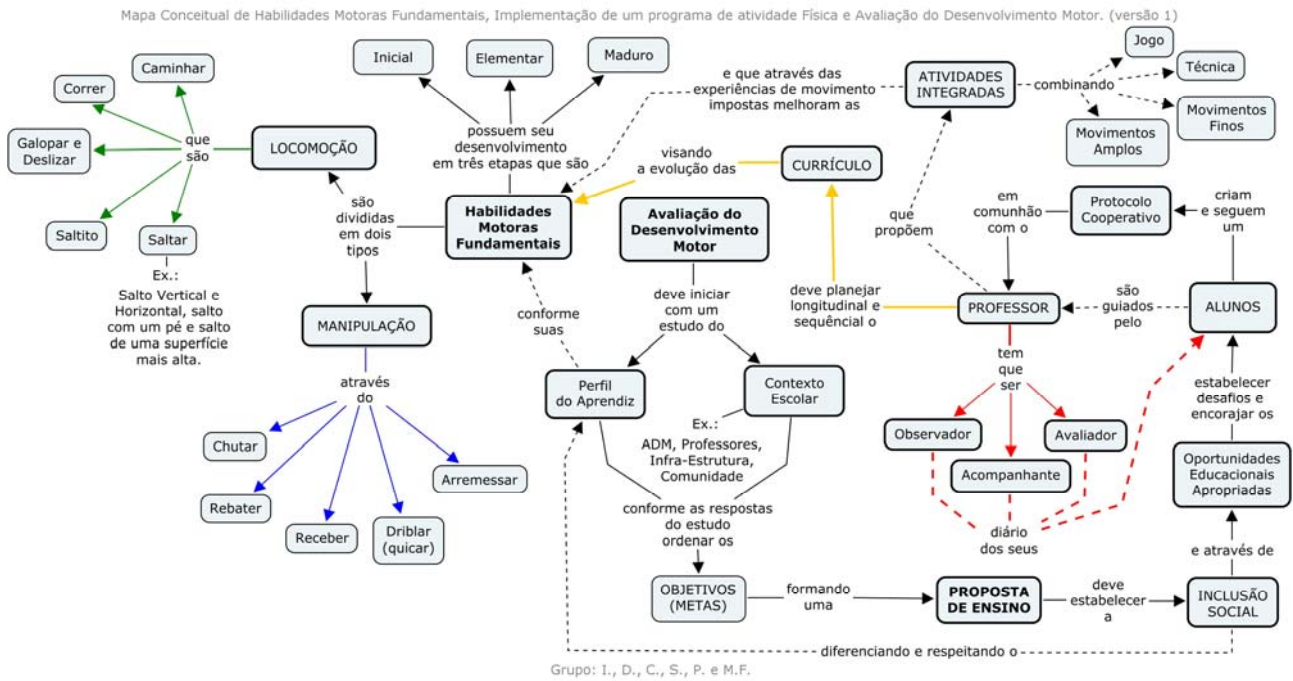 Mapa Conceitual de Habilidades Motoras Fundamentais, Implementação de um programa de atividade Física e Avaliação do Desenvolvimento Motor. (versão 1)
Inicial
Elementar
Maduro
possuem seu
desenvolvimento
em três etapas que são
Caminhar
Correr
Galopar e
Deslizar
Saltito
Saltar
Ex.:
Salto Vertical e
Horizontal, salto
com um pé e salto
de uma superfície
mais alta.
que
são
LOCOMOÇÃO
são
divididas
em dois
tipos
Habilidades
Motoras
Fundamentais
MANIPULAÇÃO
através
do
Chutar
Rebater
Receber
Driblar
(quicar)
Arremessar
e que através das
experiências de movimento
impostas melhoram as
ATIVIDADES
INTEGRADAS
combinando
Jogo
Técnica
Movimentos
Finos
Movimentos
Amplos
visando
a evolução das
CURRÍCULO
Avaliação do
Desenvolvimento
Motor
que
propõem
em
comunhão
com o
Protocolo
Cooperativo
criam
e seguem
um
deve planejar
longitudinal e
sequêncial o
PROFESSOR
são
guiados
pelo
ALUNOS
deve iniciar
com um
estudo do
conforme
suas
Perfil
do Aprendiz
Contexto
Escolar
Ex.:
ADM, Professores,
Infra-Estrutura,
Comunidade
tem
que
ser
Observador
Acompanhante
Avaliador
diário
dos seus
estabelecer
desafios e
encorajar os
Oportunidades
Educacionais
Apropriadas
e através de
conforme as respostas
do estudo
ordenar os
OBJETIVOS
(METAS)
formando
uma
PROPOSTA
DE ENSINO
deve
estabelecer
a
INCLUSÃO
SOCIAL
diferenciando e respeitando o
Grupo: I., D., C., S., P. e M.F.